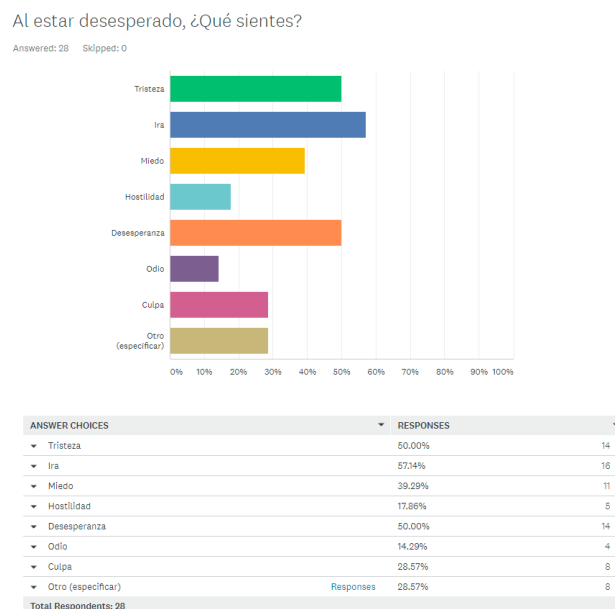 Al estar desesperado, ¿Qué sientes?
Answered: 28 Skipped: 0
Tristeza
Ira
Miedo
Hostilidad
Desesperanza
Odio
Culpa
Otro
(especificar)
0% 10% 20% 30% 40% 50% 60% 70% 80% 90% 100%
ANSWER CHOICES RESPONSES
Tristeza 50.00% 14
Ira 57.14% 16
Miedo 39.29% 11
Hostilidad 17.86% 5
Desesperanza 50.00% 14
Odio 14.29% 4
Culpa 28.57% 8
Otro (especificar) Responses 28.57% 8
Total Respondents: 28